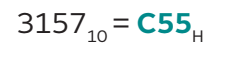 3157₁₀ = C55H